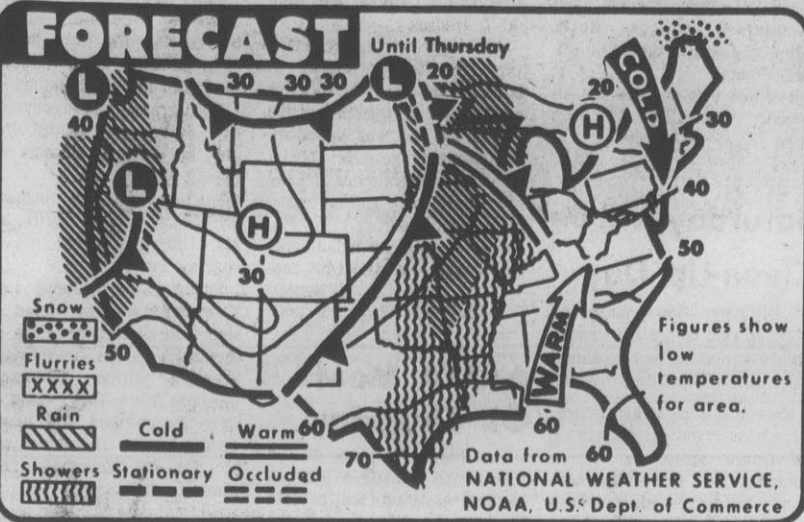 FORECAST
Until Thursday
L
40
30
30 30
L
20
20
COLD
H
30
L
H
30
40
50
Snow
Flurries
Rain
Showers
50
Cold
Warm
Stationary
Occluded
60
70
WARM
60
60
Figures show
low
temperatures
for area.
Data from
NATIONAL WEATHER SERVICE,
NOAA, U.S. Dept. of Commerce